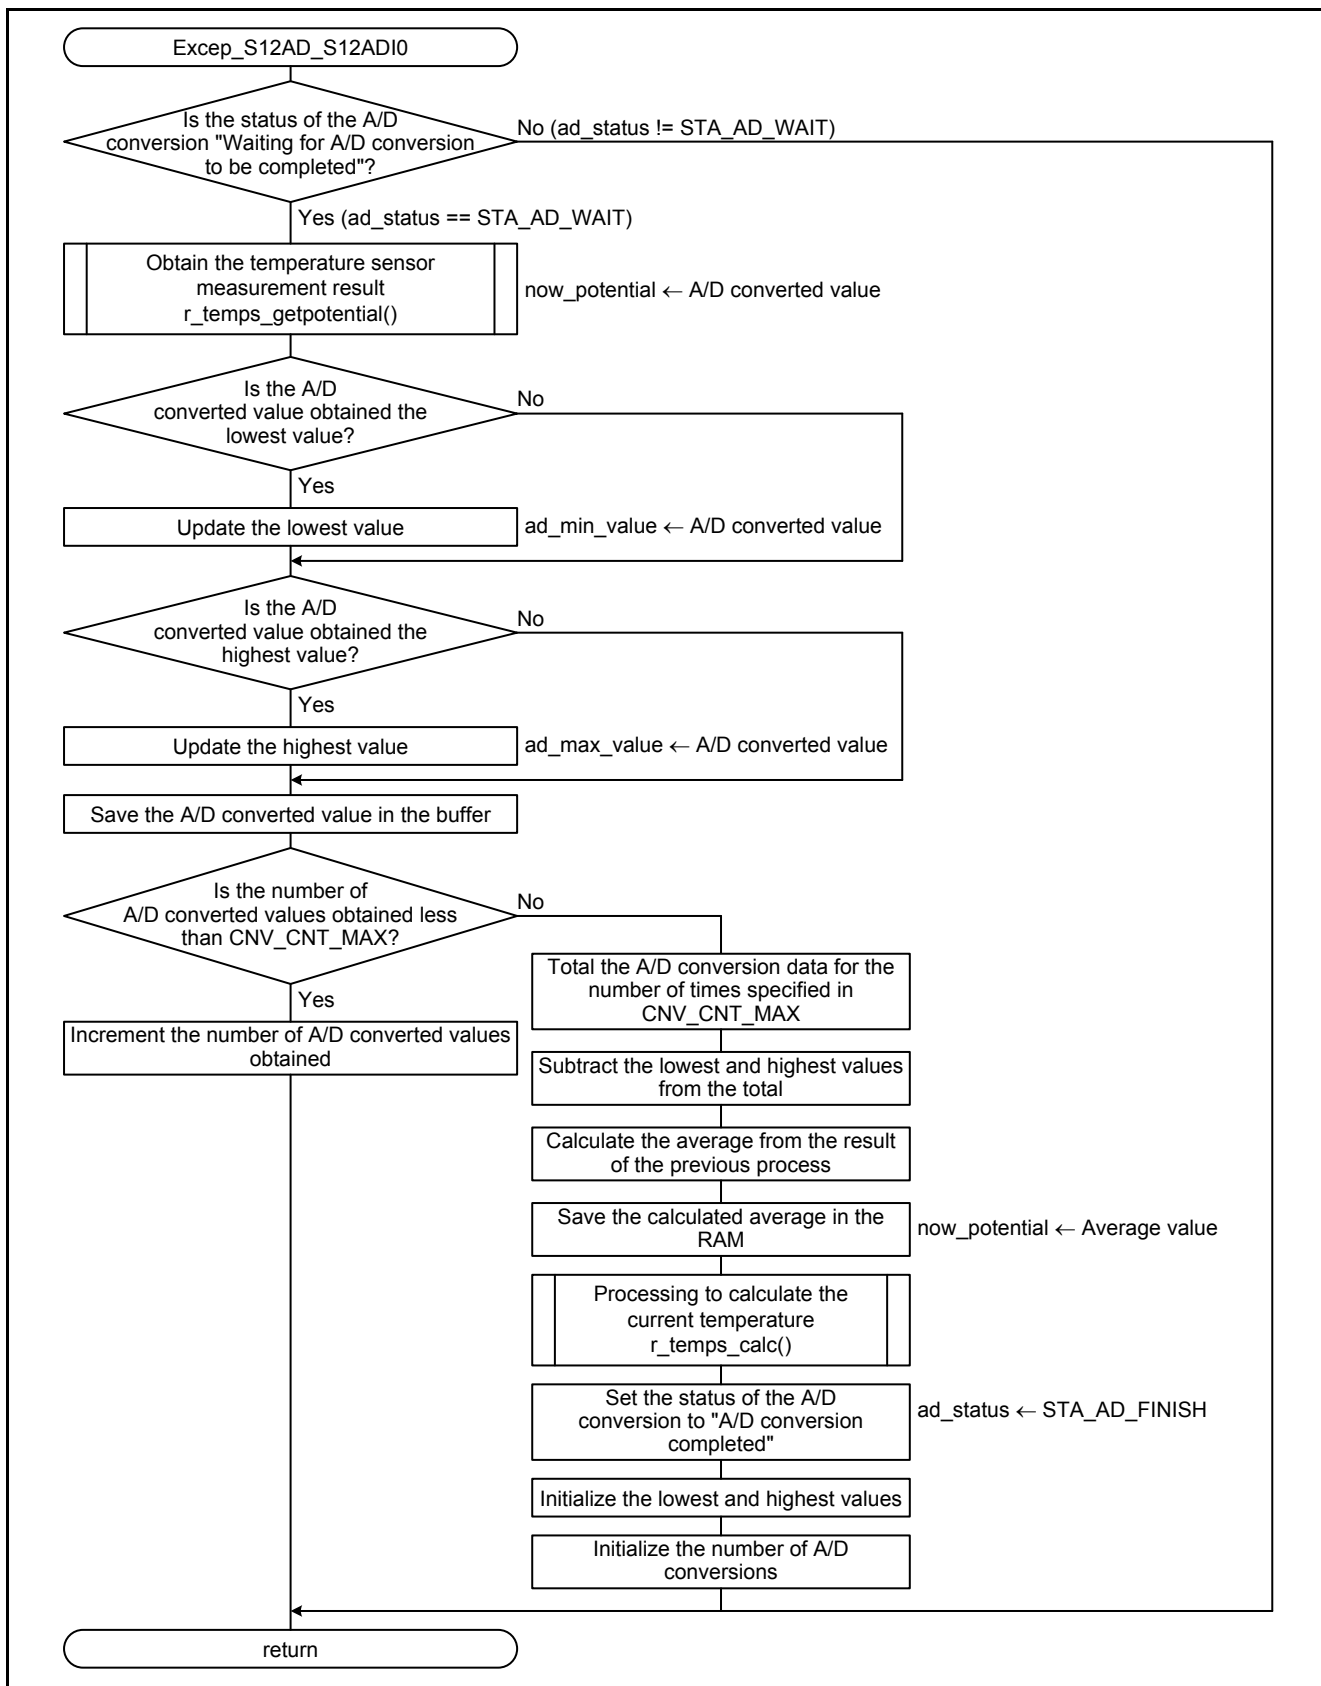 Excep_S12AD_S12ADI0
Is the status of the A/D
conversion "Waiting for A/D conversion
to be completed"?
No (ad_status != STA_AD_WAIT)
Yes (ad_status == STA_AD_WAIT)
Obtain the temperature sensor
measurement result
r_temps_getpotential()
now_potential ← A/D converted value
Is the A/D
converted value obtained the
lowest value?
No
Yes
Update the lowest value
ad_min_value ← A/D converted value
Is the A/D
converted value obtained the
highest value?
No
Yes
Update the highest value
ad_max_value ← A/D converted value
Save the A/D converted value in the buffer
Is the number of
A/D converted values obtained less
than CNV_CNT_MAX?
No
Yes
Increment the number of A/D converted values
obtained
Total the A/D conversion data for the
number of times specified in
CNV_CNT_MAX
Subtract the lowest and highest values
from the total
Calculate the average from the result
of the previous process
Save the calculated average in the
RAM
now_potential ← Average value
Processing to calculate the
current temperature
r_temps_calc()
Set the status of the A/D
conversion to "A/D conversion
completed"
ad_status ← STA_AD_FINISH
Initialize the lowest and highest values
Initialize the number of A/D
conversions
return